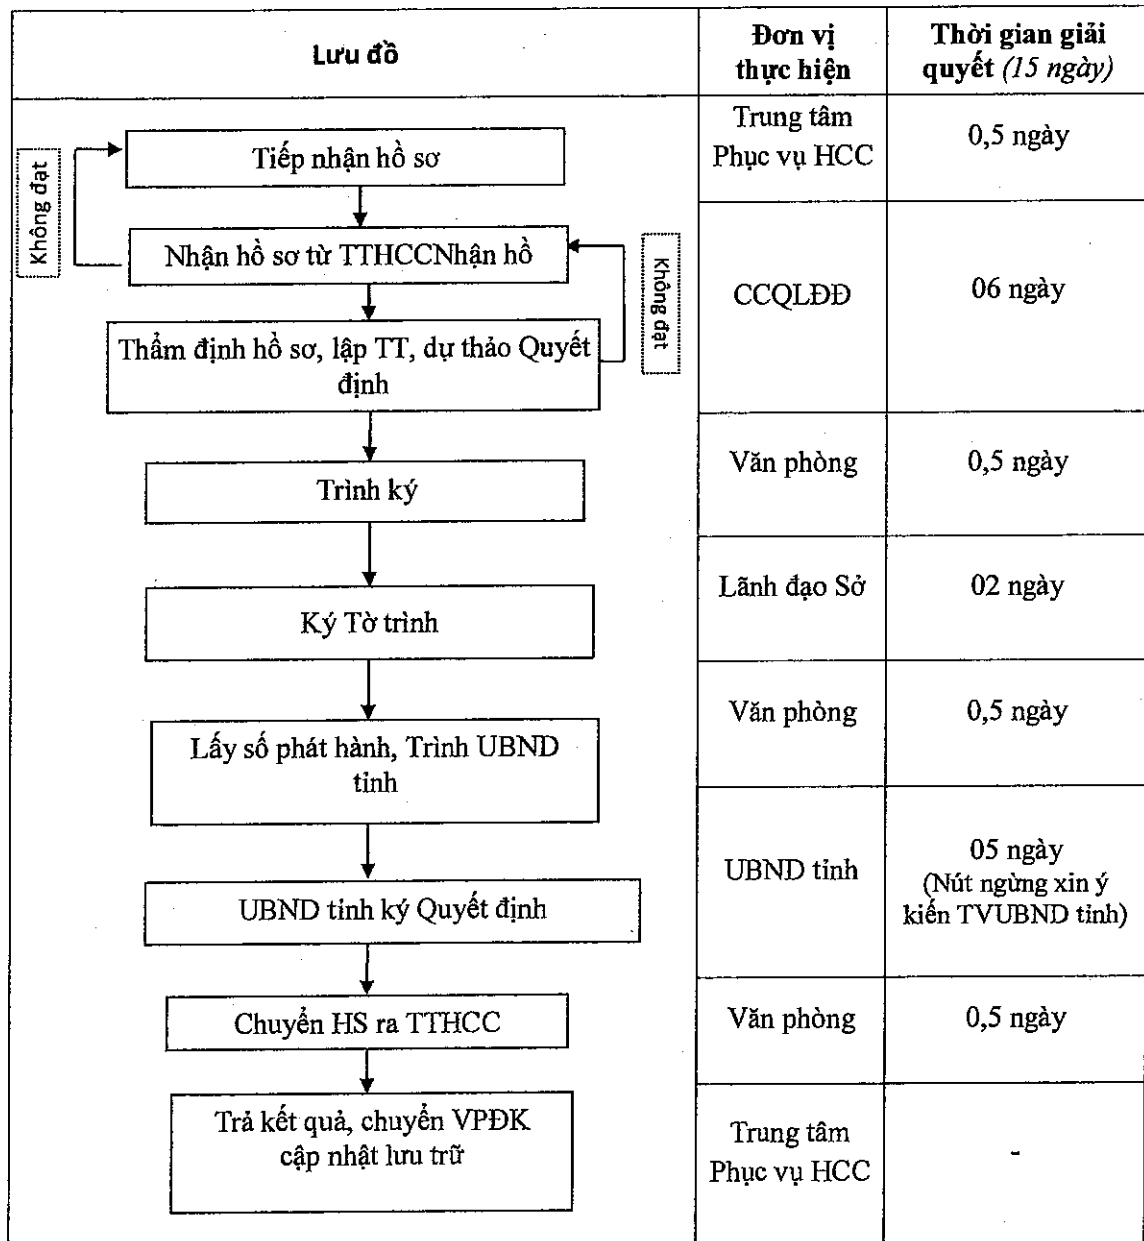 Lưu đồ
Đơn vị
thực hiện
Thời gian giải
quyết (15 ngày)
Tiếp nhận hồ sơ
Trung tâm
Phục vụ HCC
0,5 ngày
Không đạt
Nhận hồ sơ từ TTHCCNhận hồ
Không đạt
Thẩm định hồ sơ, lập TT, dự thảo Quyết
định
CCQLĐĐ
06 ngày
Trình ký
Văn phòng
0,5 ngày
Ký Tờ trình
Lãnh đạo Sở
02 ngày
Lấy số phát hành, Trình UBND
tỉnh
Văn phòng
0,5 ngày
UBND tỉnh ký Quyết định
UBND tỉnh
05 ngày
(Nút ngừng xin ý
kiến TVUBND tỉnh)
Chuyển HS ra TTHCC
Văn phòng
0,5 ngày
Trả kết quả, chuyển VPĐK
cập nhật lưu trữ
Trung tâm
Phục vụ HCC
-